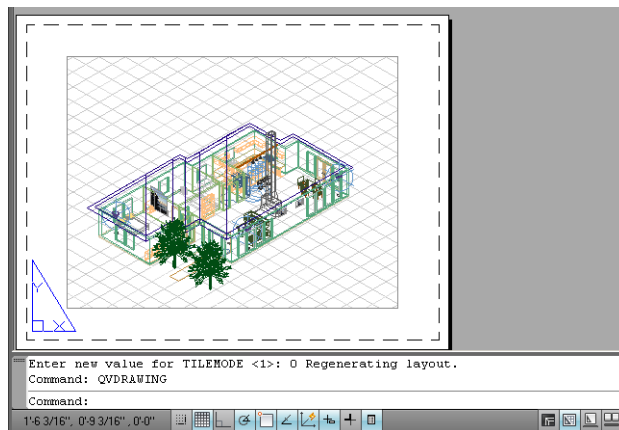 Y
X
Enter new value for TILEMODE <1>: 0 Regenerating layout.
Command: QVDRAWING
Command:
1'-6 3/16", 0'-9 3/16" , 0'-0"